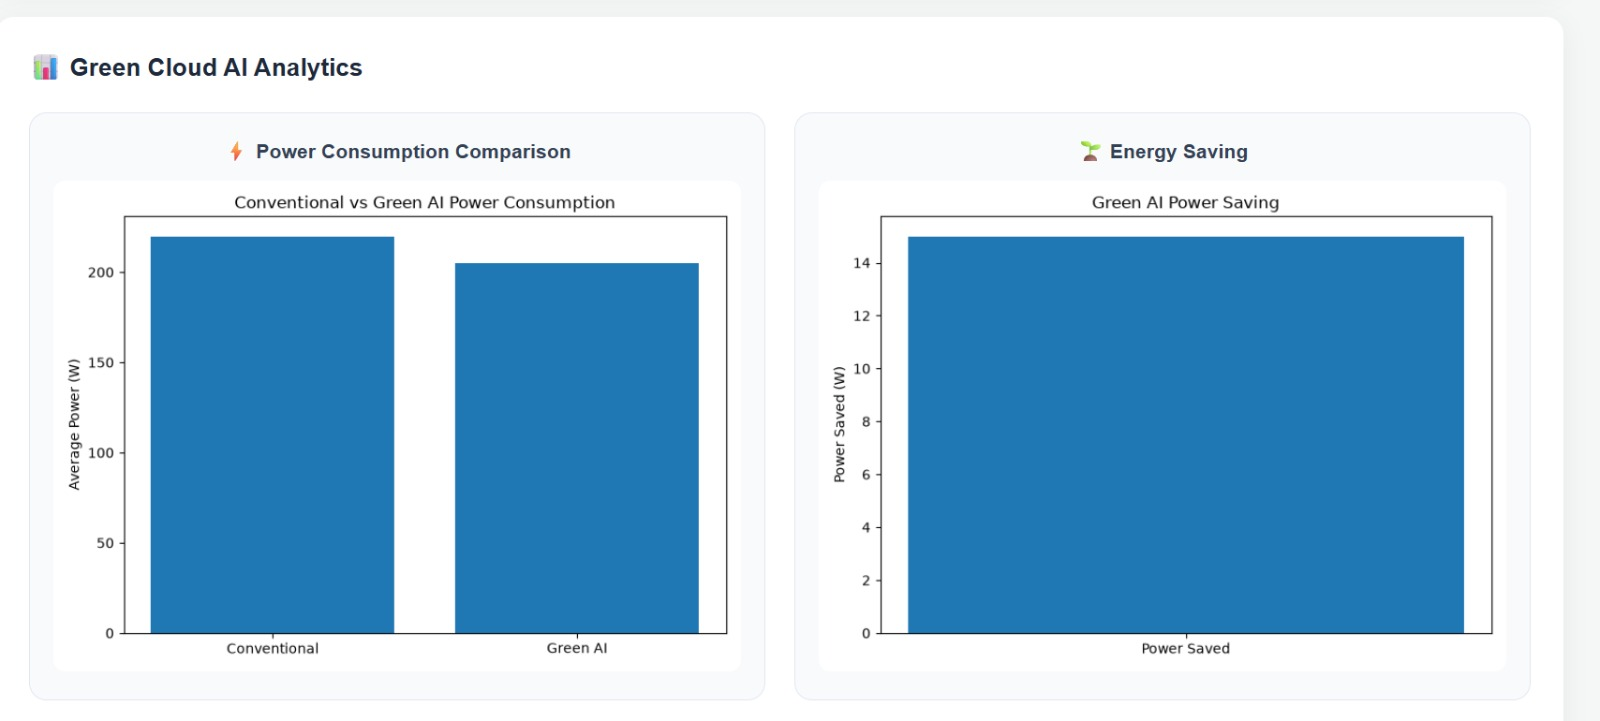 Green Cloud AI Analytics
Power Consumption Comparison
Conventional vs Green AI Power Consumption
Average Power (W)
200
150
100
50
0
Conventional
Green AI
Energy Saving
Green AI Power Saving
Power Saved (W)
14
12
10
8
6
4
2
0
Power Saved